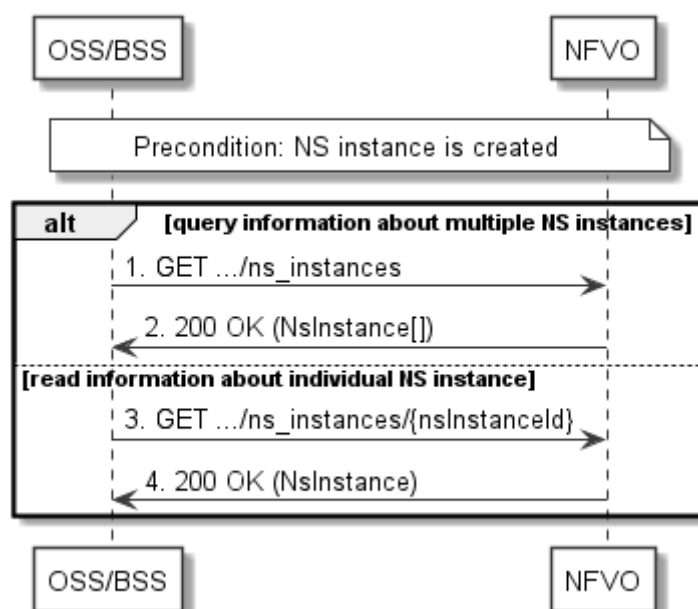 OSS/BSS
NFVO
Precondition: NS instance is created
alt
[query information about multiple NS instances]
1. GET .../ns_instances
2. 200 OK (NsInstance[])
[read information about individual NS instance]
3. GET .../ns_instances/{nsInstanceId}
4. 200 OK (NsInstance)
OSS/BSS
NFVO